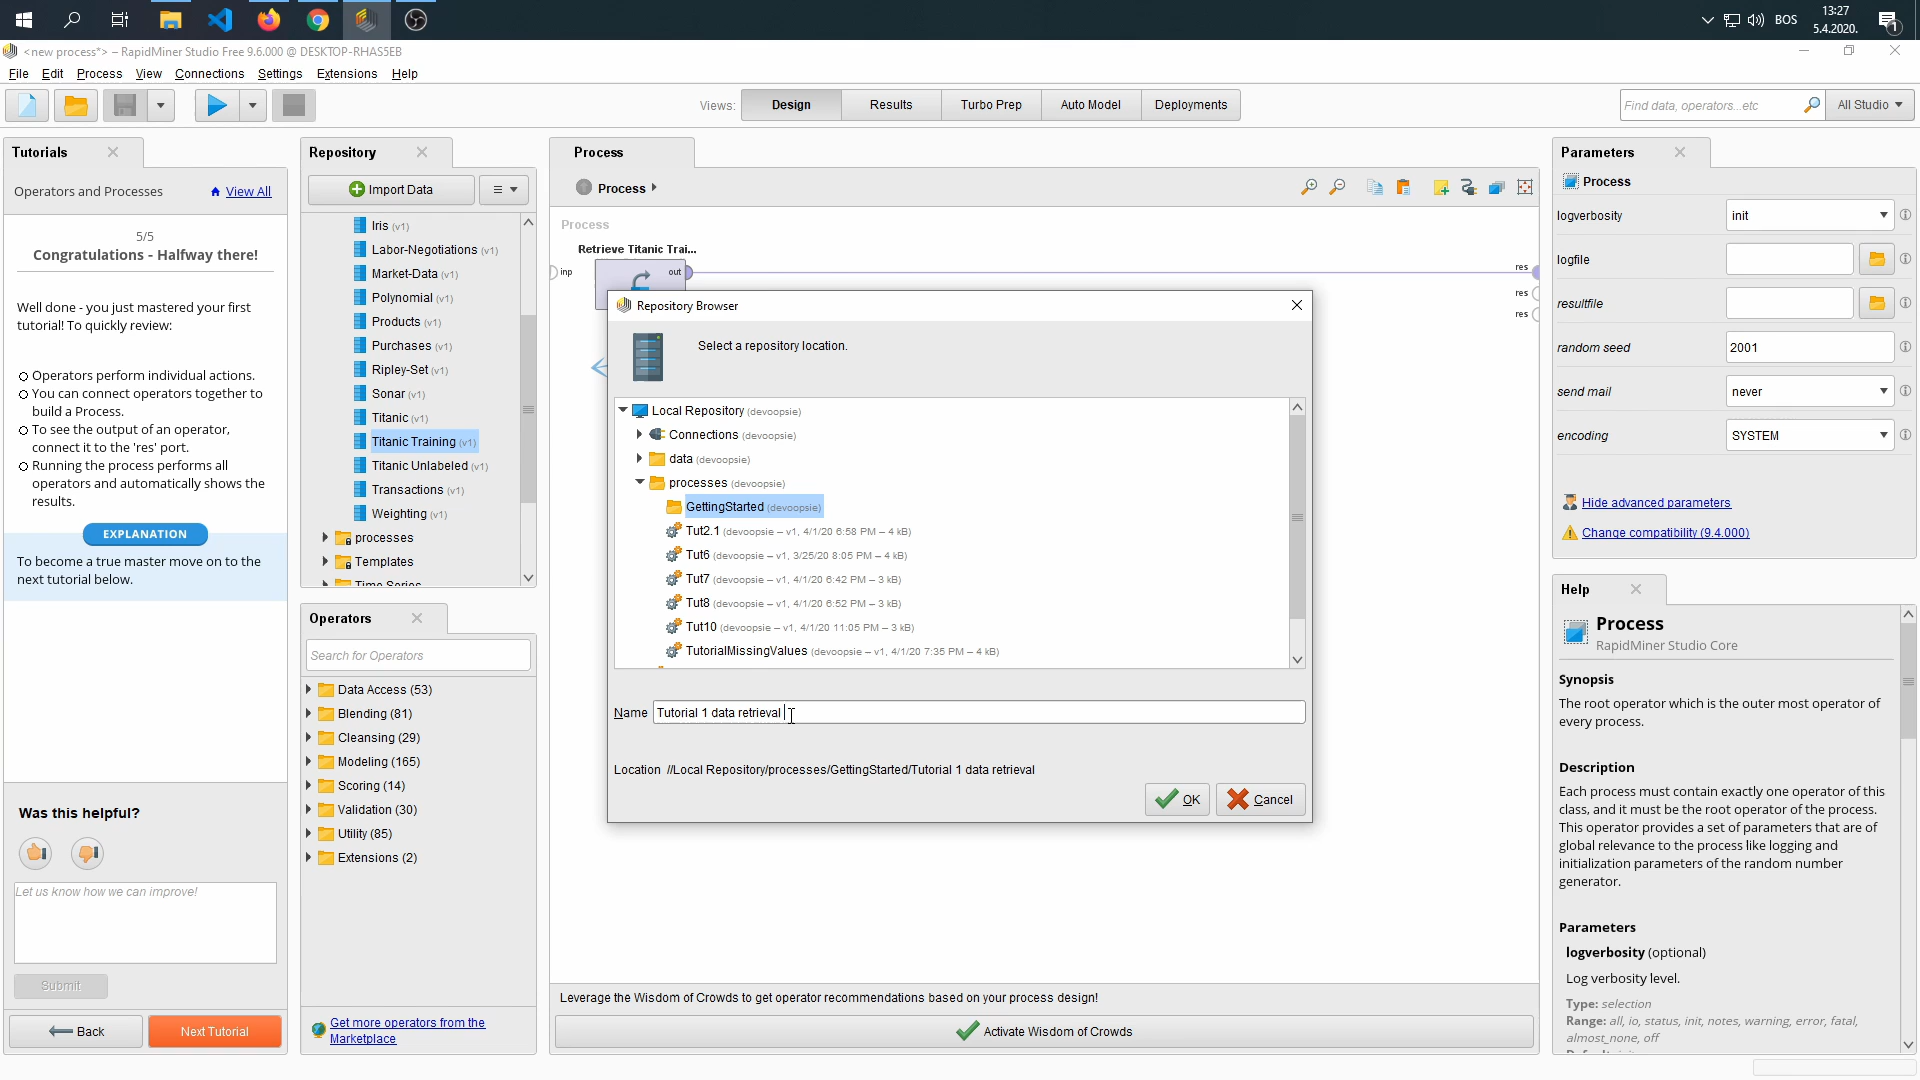 13:27
BOS
5.4.2020.
1
<new process*> – RapidMiner Studio Free 9.6.000 @ DESKTOP-RHAS5EB
File Edit Process View Connections Settings Extensions Help
Views: Design Results Turbo Prep Auto Model Deployments
Find data, operators...etc
All Studio
Tutorials
Operators and Processes
View All
5/5
Congratulations - Halfway there!
Well done - you just mastered your first
tutorial! To quickly review:
Operators perform individual actions.
You can connect operators together to
build a Process.
To see the output of an operator,
connect it to the 'res' port.
Running the process performs all
operators and automatically shows the
results.
EXPLANATION
To become a true master move on to the
next tutorial below.
Was this helpful?
Let us know how we can improve!
Submit
Back
Next Tutorial
Repository
Import Data
Iris (v1)
Labor-Negotiations (v1)
Market-Data (v1)
Polynomial (v1)
Products (v1)
Purchases (v1)
Ripley-Set (v1)
Sonar (v1)
Titanic (v1)
Titanic Training (v1)
Titanic Unlabeled (v1)
Transactions (v1)
Weighting (v1)
processes
Templates
Time Series
Operators
Search for Operators
Data Access (53)
Blending (81)
Cleansing (29)
Modeling (165)
Scoring (14)
Validation (30)
Utility (85)
Extensions (2)
Get more operators from the
Marketplace
Process
Process
Process
Retrieve Titanic Trai...
inp
out
res
res
res
Repository Browser
Select a repository location.
Local Repository (devoopsie)
Connections (devoopsie)
data (devoopsie)
processes (devoopsie)
GettingStarted (devoopsie)
Tut2.1 (devoopsie – v1, 4/1/20 6:58 PM – 4 kB)
Tut6 (devoopsie – v1, 3/25/20 8:05 PM – 4 kB)
Tut7 (devoopsie – v1, 4/1/20 6:42 PM – 3 kB)
Tut8 (devoopsie – v1, 4/1/20 6:52 PM – 3 kB)
Tut10 (devoopsie – v1, 4/1/20 11:05 PM – 3 kB)
TutorialMissingValues (devoopsie – v1, 4/1/20 7:35 PM – 4 kB)
Name Tutorial 1 data retrieval
Location //Local Repository/processes/GettingStarted/Tutorial 1 data retrieval
OK
Cancel
Leverage the Wisdom of Crowds to get operator recommendations based on your process design!
Activate Wisdom of Crowds
Parameters
Process
logverbosity init
logfile
resultfile
random seed 2001
send mail never
encoding SYSTEM
Hide advanced parameters
Change compatibility (9.4.000)
Help
Process
RapidMiner Studio Core
Synopsis
The root operator which is the outer most operator of
every process.
Description
Each process must contain exactly one operator of this
class, and it must be the root operator of the process.
This operator provides a set of parameters that are of
global relevance to the process like logging and
initialization parameters of the random number
generator.
Parameters
logverbosity (optional)
Log verbosity level.
Type: selection
Range: all, io, status, init, notes, warning, error, fatal,
almost_none, off